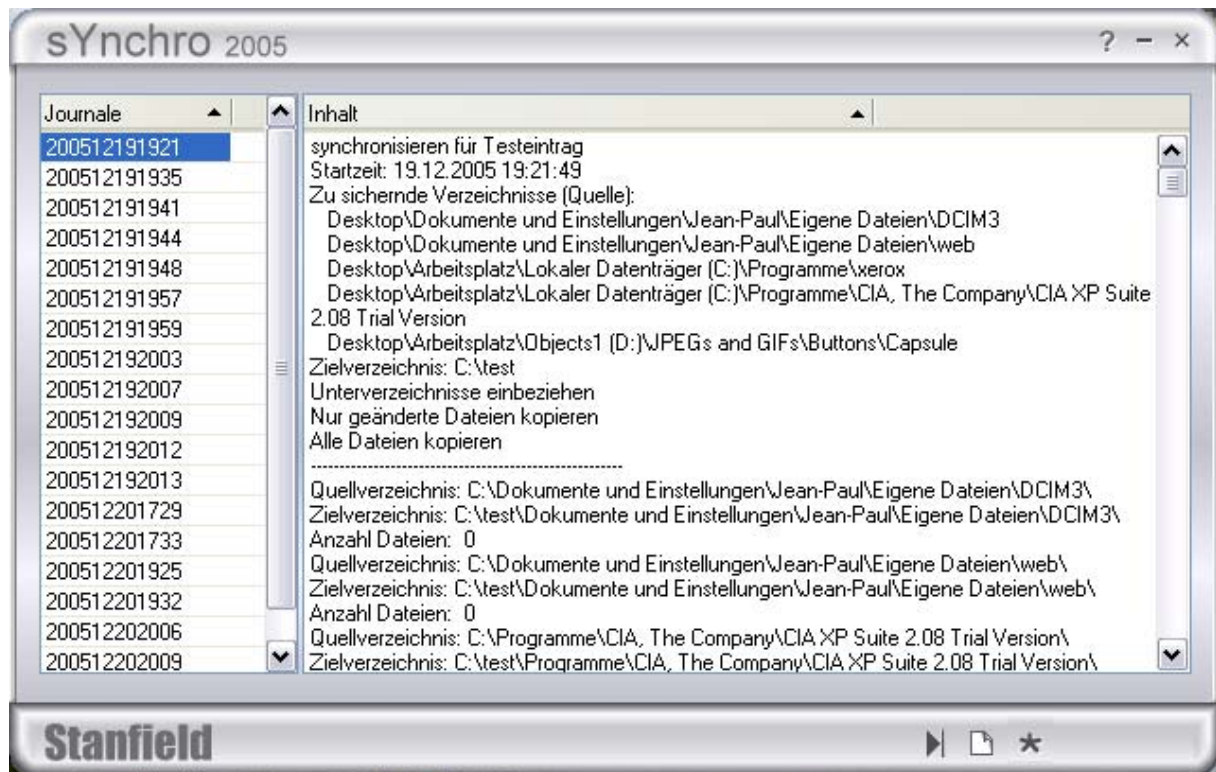 sYnchro 2005
? - ×
Journale
200512191921
200512191935
200512191941
200512191944
200512191948
200512191957
200512191959
200512192003
200512192007
200512192009
200512192012
200512192013
200512201729
200512201733
200512201925
200512201932
200512202006
200512202009
Inhalt
synchronisieren für Testeintrag
Startzeit: 19.12.2005 19:21:49
Zu sichernde Verzeichnisse (Quelle):
Desktop\Dokumente und Einstellungen\Jean-Paul\Eigene Dateien\DCIM3
Desktop\Dokumente und Einstellungen\Jean-Paul\Eigene Dateien\web
Desktop\Arbeitsplatz\Lokaler Datenträger (C:)\Programme\xerox
Desktop\Arbeitsplatz\Lokaler Datenträger (C:)\Programme\CIA, The Company\CIA XP Suite
2.08 Trial Version
Desktop\Arbeitsplatz\Objects1 (D:)\JPEGs and GIFs\Buttons\Capsule
Zielverzeichnis: C:\test
Unterverzeichnisse einbeziehen
Nur geänderte Dateien kopieren
Alle Dateien kopieren
-------------------------------------------------------
Quellverzeichnis: C:\Dokumente und Einstellungen\Jean-Paul\Eigene Dateien\DCIM3\
Zielverzeichnis: C:\test\Dokumente und Einstellungen\Jean-Paul\Eigene Dateien\DCIM3\
Anzahl Dateien: 0
Quellverzeichnis: C:\Dokumente und Einstellungen\Jean-Paul\Eigene Dateien\web\
Zielverzeichnis: C:\test\Dokumente und Einstellungen\Jean-Paul\Eigene Dateien\web\
Anzahl Dateien: 0
Quellverzeichnis: C:\Programme\CIA, The Company\CIA XP Suite 2.08 Trial Version\
Zielverzeichnis: C:\test\Programme\CIA, The Company\CIA XP Suite 2.08 Trial Version\
Stanfield